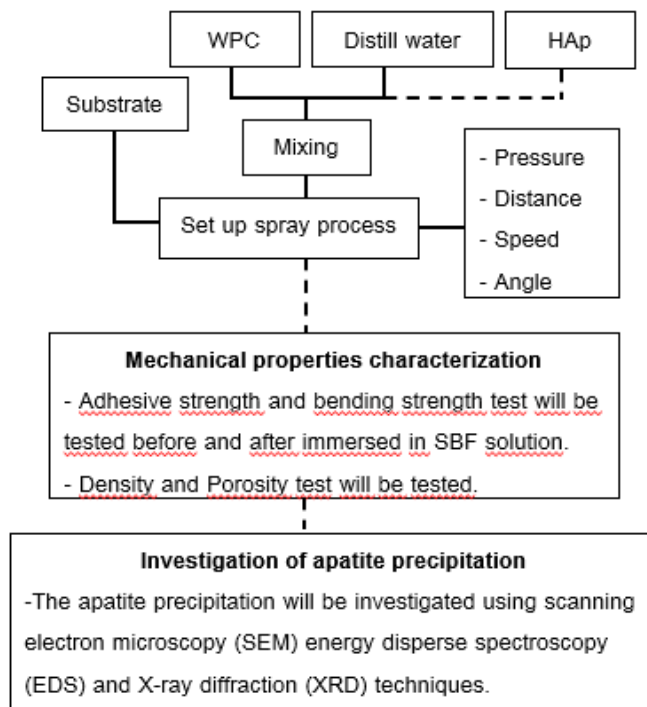 WPC
Distill water
HAp
Substrate
Mixing
- Pressure
- Distance
- Speed
- Angle
Set up spray process
Mechanical properties characterization
- Adhesive strength and bending strength test will be
tested before and after immersed in SBF solution.
- Density and Porosity test will be tested.
Investigation of apatite precipitation
-The apatite precipitation will be investigated using scanning
electron microscopy (SEM) energy disperse spectroscopy
(EDS) and X-ray diffraction (XRD) techniques.